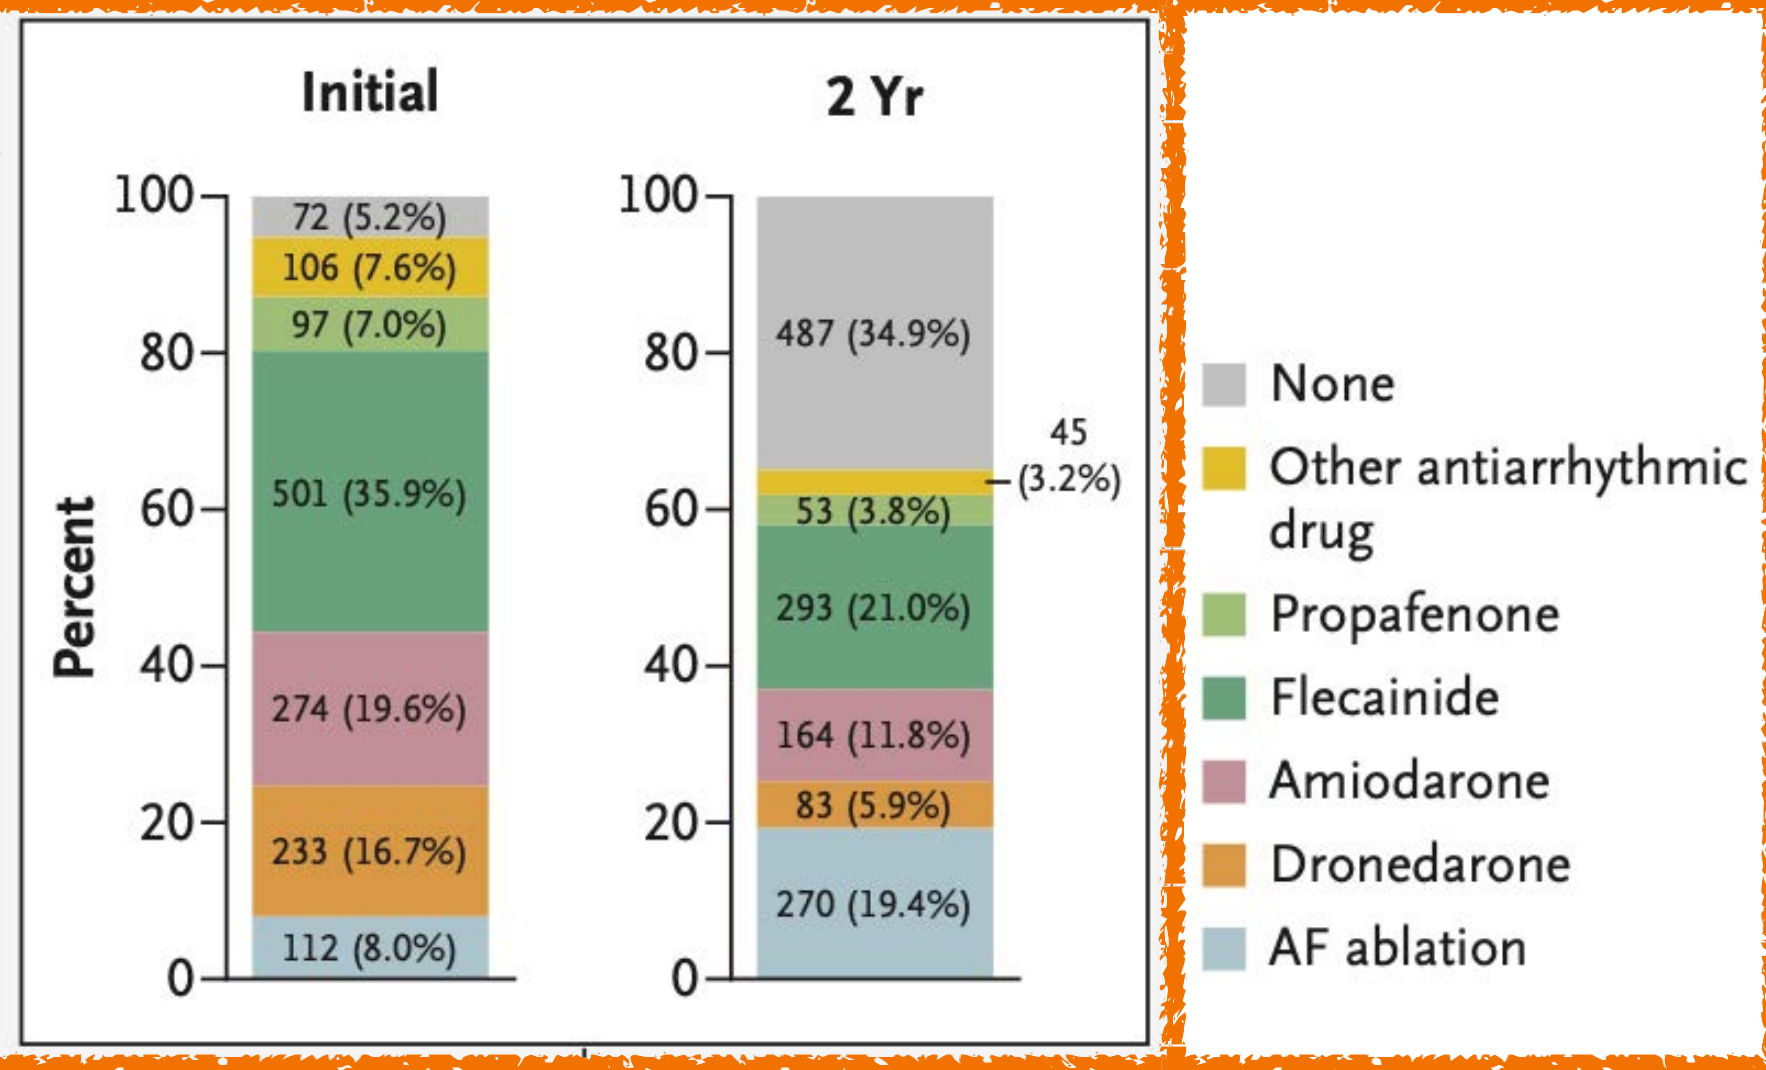 Initial
2 Yr
Percent
100
80
60
40
20
0
72 (5.2%)
106 (7.6%)
97 (7.0%)
501 (35.9%)
274 (19.6%)
233 (16.7%)
112 (8.0%)
100
80
60
40
20
0
487 (34.9%)
45
(3.2%)
53 (3.8%)
293 (21.0%)
164 (11.8%)
83 (5.9%)
270 (19.4%)
None
Other antiarrhythmic
drug
Propafenone
Flecainide
Amiodarone
Dronedarone
AF ablation